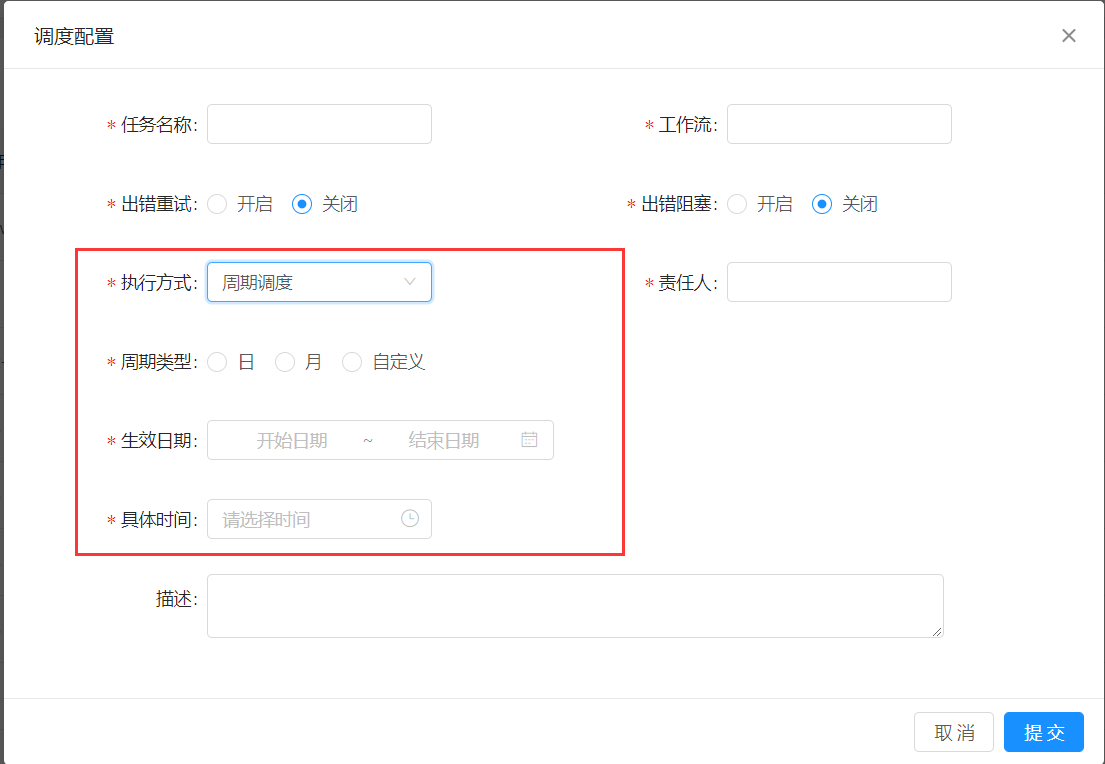 调度配置
* 任务名称:
* 工作流:
* 出错重试: 开启 关闭
* 出错阻塞: 开启 关闭
* 执行方式: 周期调度
* 责任人:
* 周期类型: 日 月 自定义
* 生效日期: 开始日期 ~ 结束日期
* 具体时间: 请选择时间
描述:
取消 提交